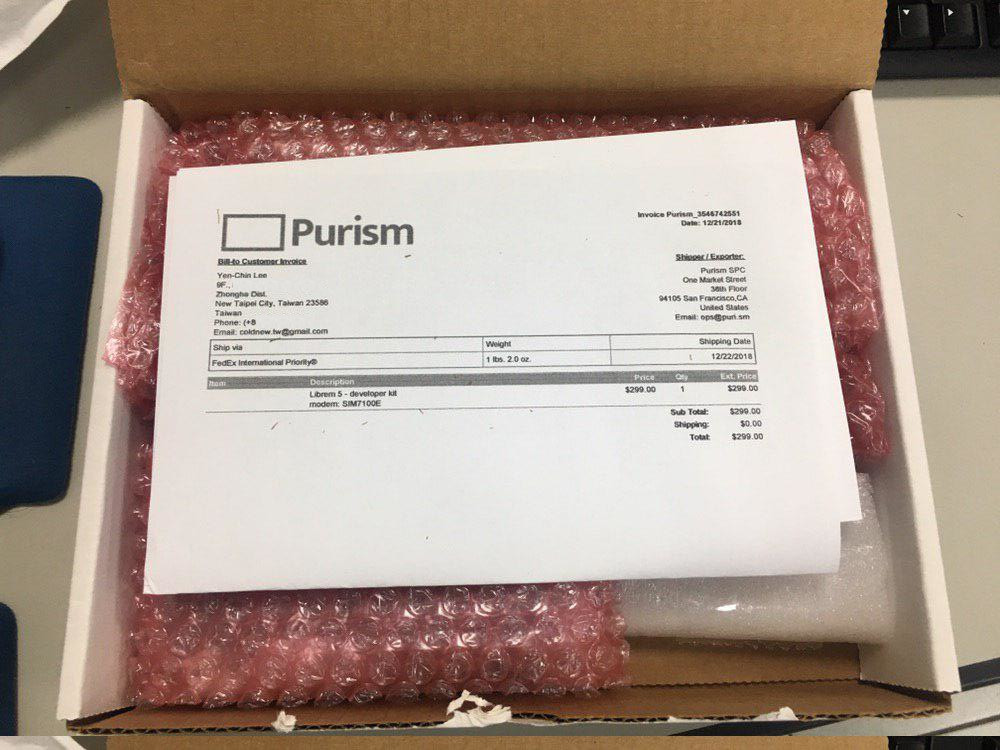 Purism
Invoice Purism_3546742551
Date: 12/21/2018
Bill-to Customer Invoice
Yen-Chin Lee
9F.,
Zhonghe Dist.
New Taipei City, Taiwan 23586
Taiwan
Phone: (+8
Email: coldnew.tw@gmail.com
Shipper / Exporter:
Purism SPC
One Market Street
36th Floor
94105 San Francisco,CA
United States
Email: ops@puri.sm
Ship via Weight Shipping Date
FedEx International Priority® 1 lbs. 2.0 oz. 12/22/2018
Item Description Price Qty Ext. Price
Librem 5 - developer kit $299.00 1 $299.00
modem: SIM7100E
Sub Total: $299.00
Shipping: $0.00
Total: $299.00